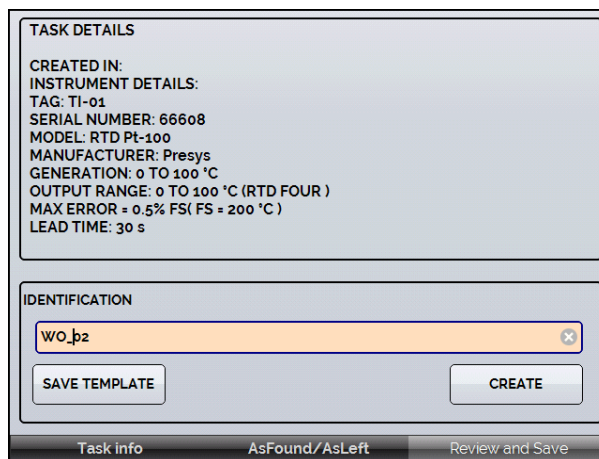 TASK DETAILS
CREATED IN:
INSTRUMENT DETAILS:
TAG: TI-01
SERIAL NUMBER: 66608
MODEL: RTD Pt-100
MANUFACTURER: Presys
GENERATION: 0 TO 100 °C
OUTPUT RANGE: 0 TO 100 °C (RTD FOUR )
MAX ERROR = 0.5% FS( FS = 200 °C )
LEAD TIME: 30 s
IDENTIFICATION
WO_02
SAVE TEMPLATE
CREATE
Task info
AsFound/AsLeft
Review and Save